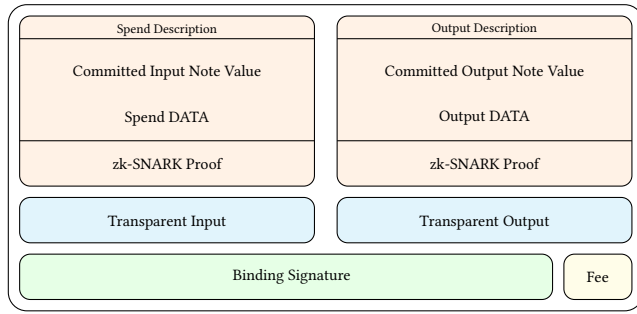 Spend Description
Committed Input Note Value
Spend DATA
zk-SNARK Proof
Output Description
Committed Output Note Value
Output DATA
zk-SNARK Proof
Transparent Input
Transparent Output
Binding Signature
Fee